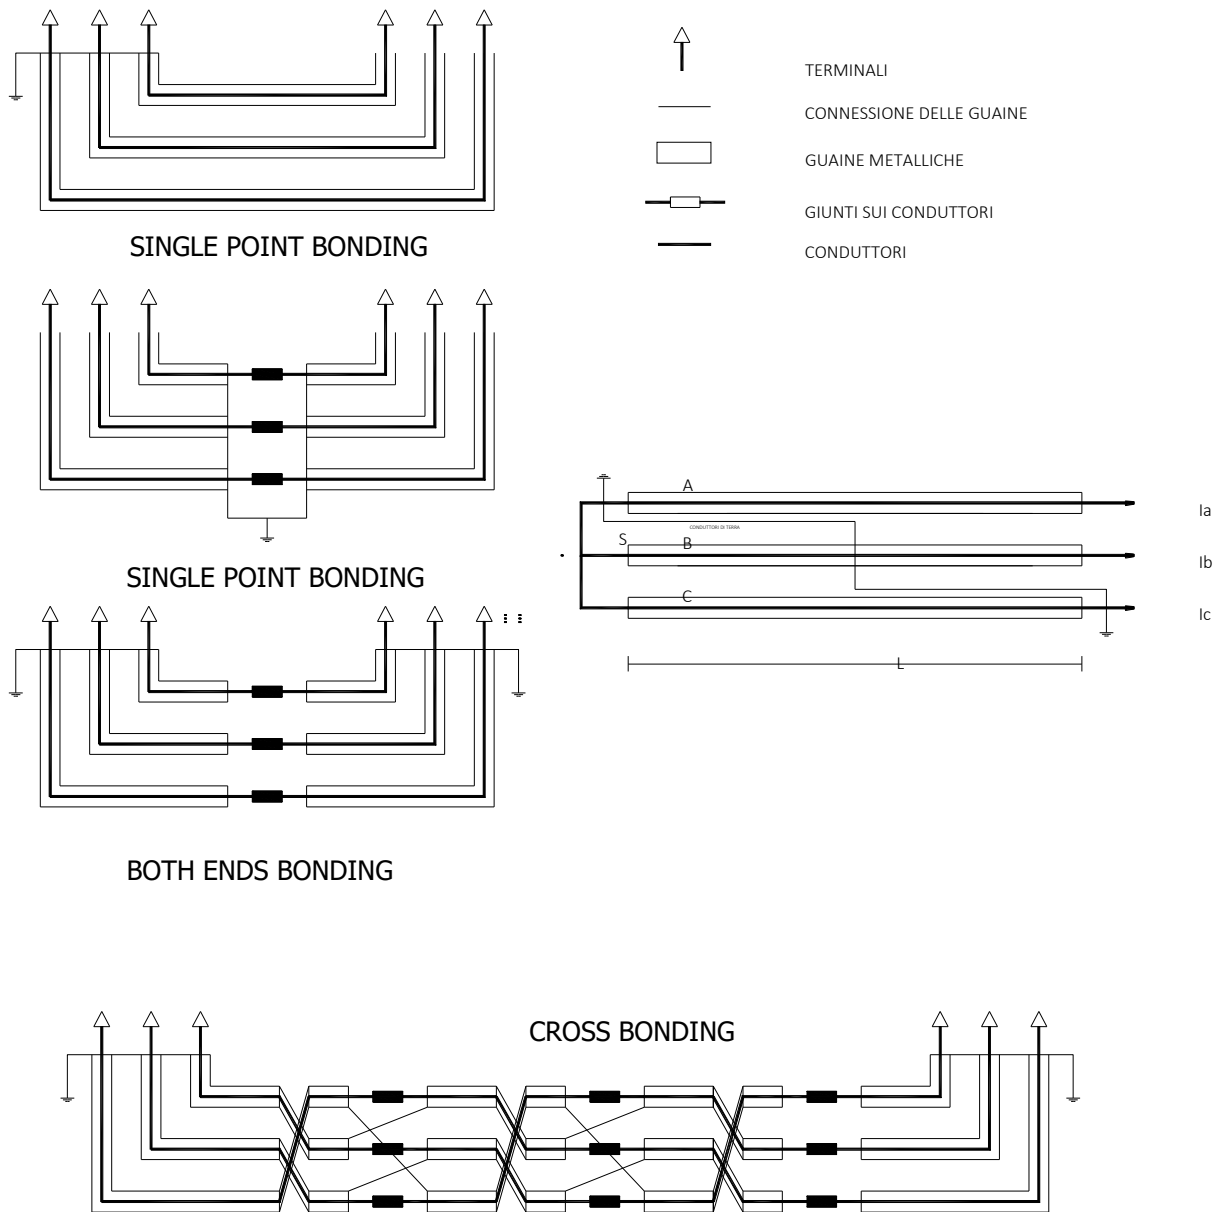 TERMINALI
CONNESSIONE DELLE GUAINE
GUAINE METALLICHE
GIUNTI SUI CONDUTTORI
CONDUTTORI
SINGLE POINT BONDING
SINGLE POINT BONDING
BOTH ENDS BONDING
A
CONDUTTORI DI TERRA
S
B
C
L
Ia
Ib
Ic
CROSS BONDING